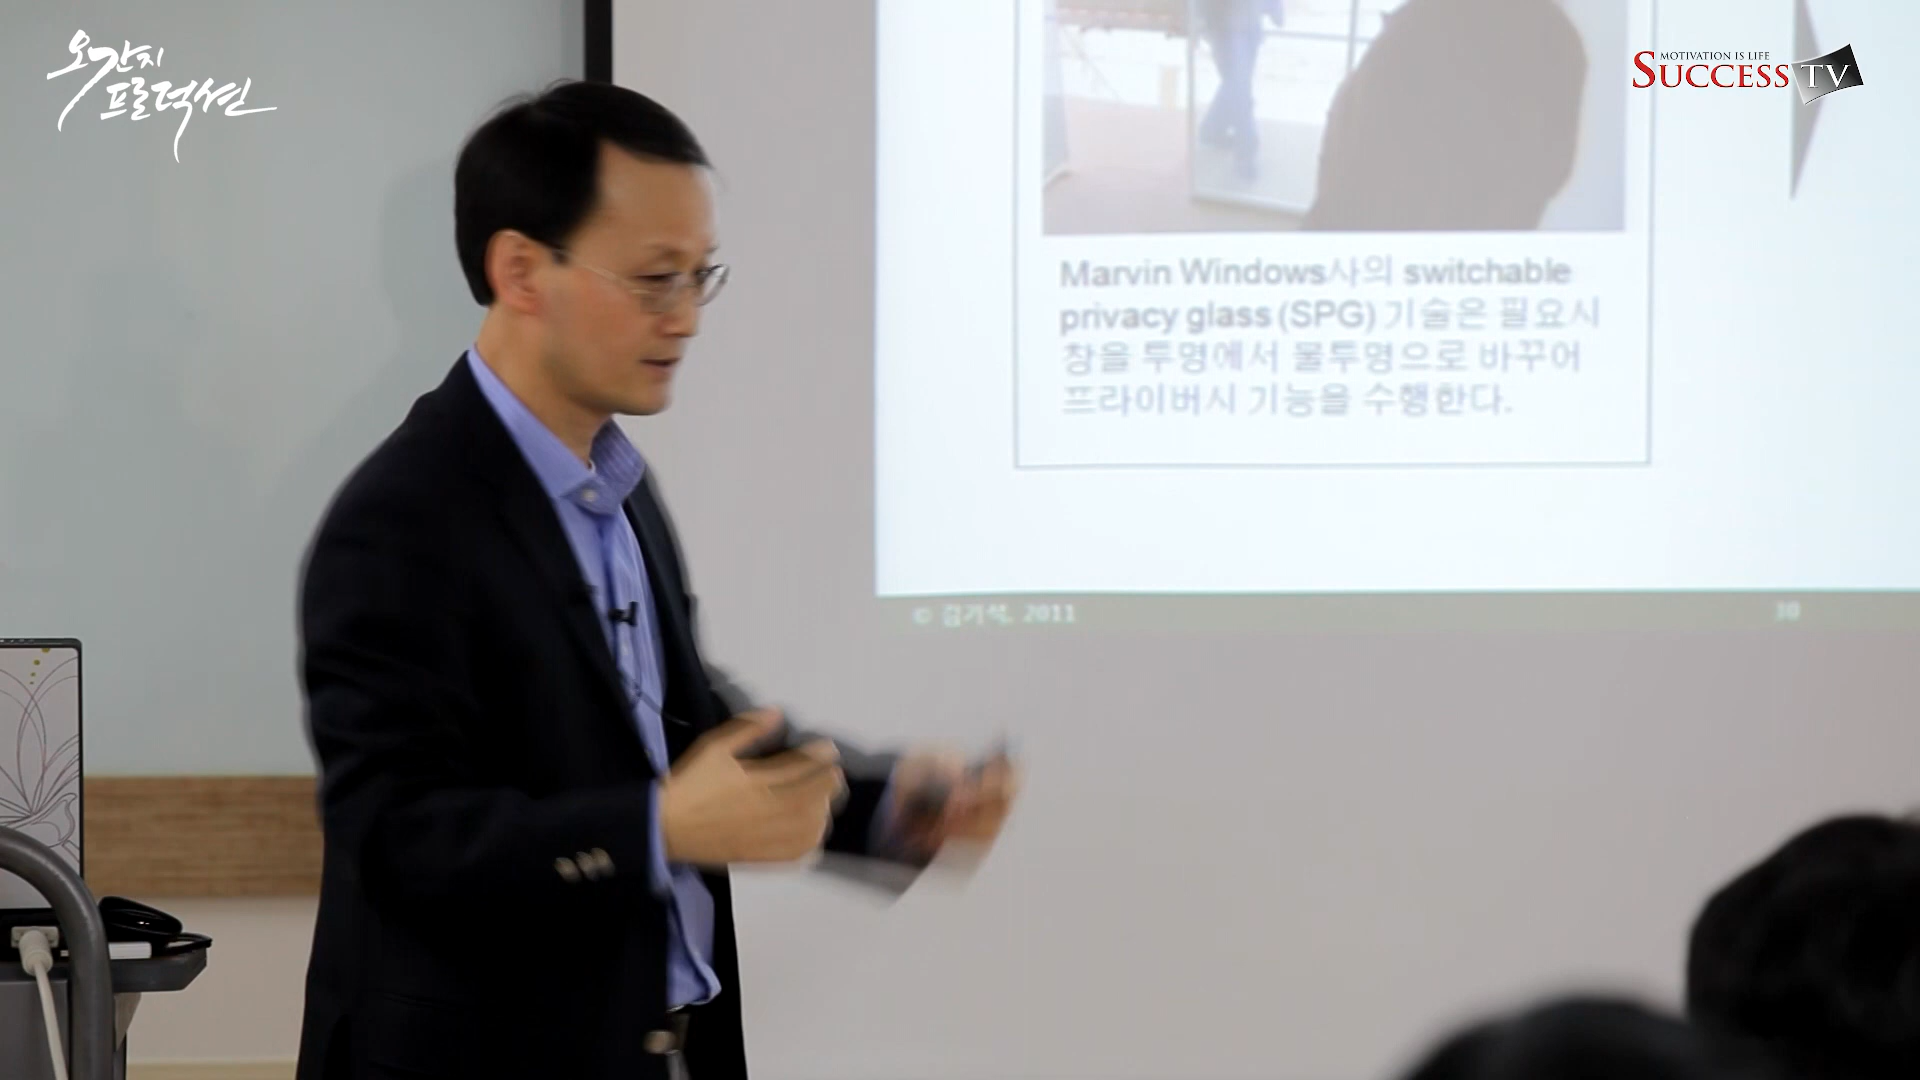 오간지
프로덕션
MOTIVATION IS LIFE
SUCCESS TV
Marvin Windows사의 switchable
privacy glass (SPG) 기술은 필요시
창을 투명에서 불투명으로 바꾸어
프라이버시 기능을 수행한다.
© 김기석, 2011
30